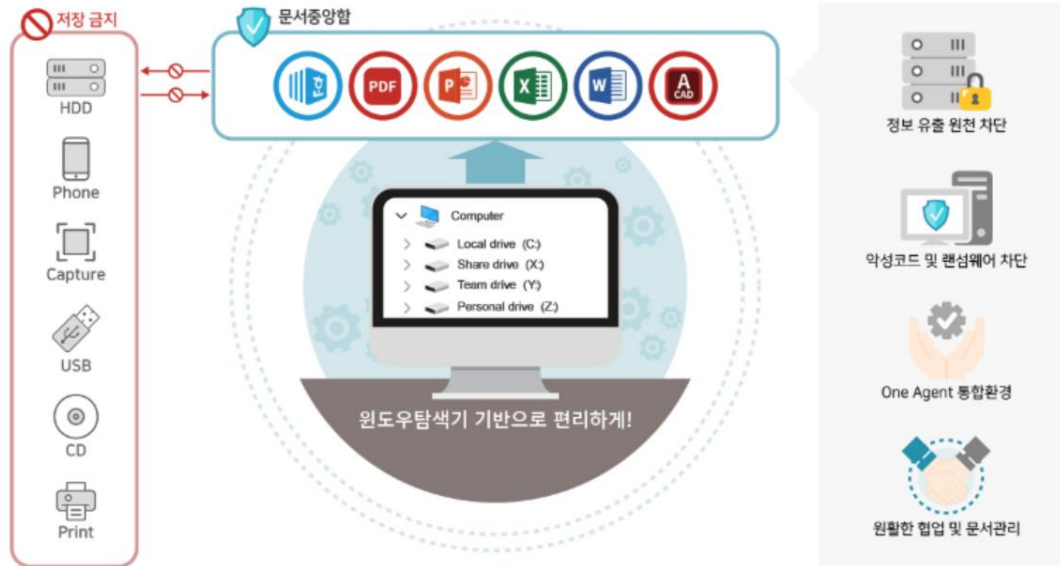 저장 금지
HDD
Phone
Capture
USB
CD
Print
문서중앙함
PDF
P
X
W
A
CAD
Computer
Local drive (C:)
Share drive (X:)
Team drive (Y:)
Personal drive (Z:)
윈도우탐색기 기반으로 편리하게!
정보 유출 원천 차단
악성코드 및 랜섬웨어 차단
One Agent 통합환경
원활한 협업 및 문서관리